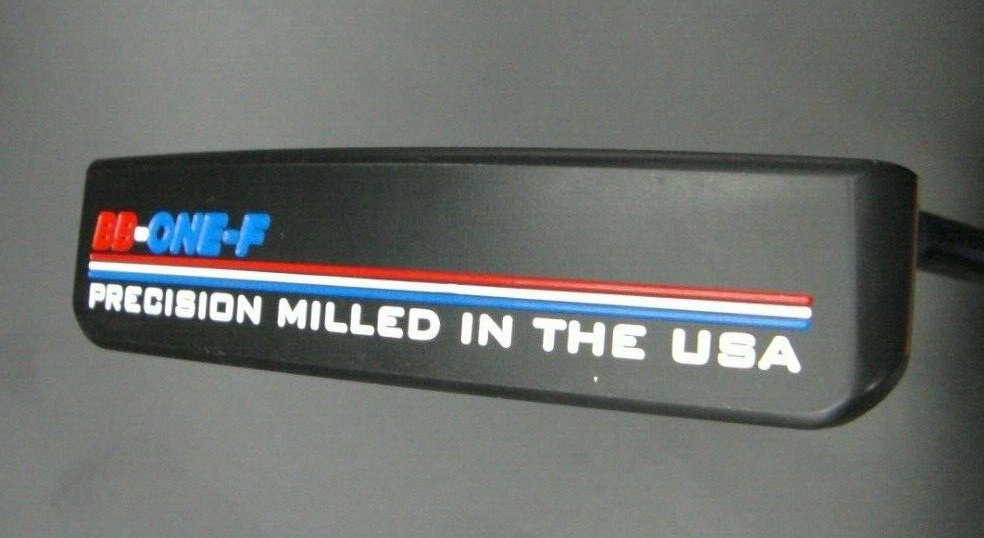 BB-ONE-F
PRECISION MILLED IN THE USA